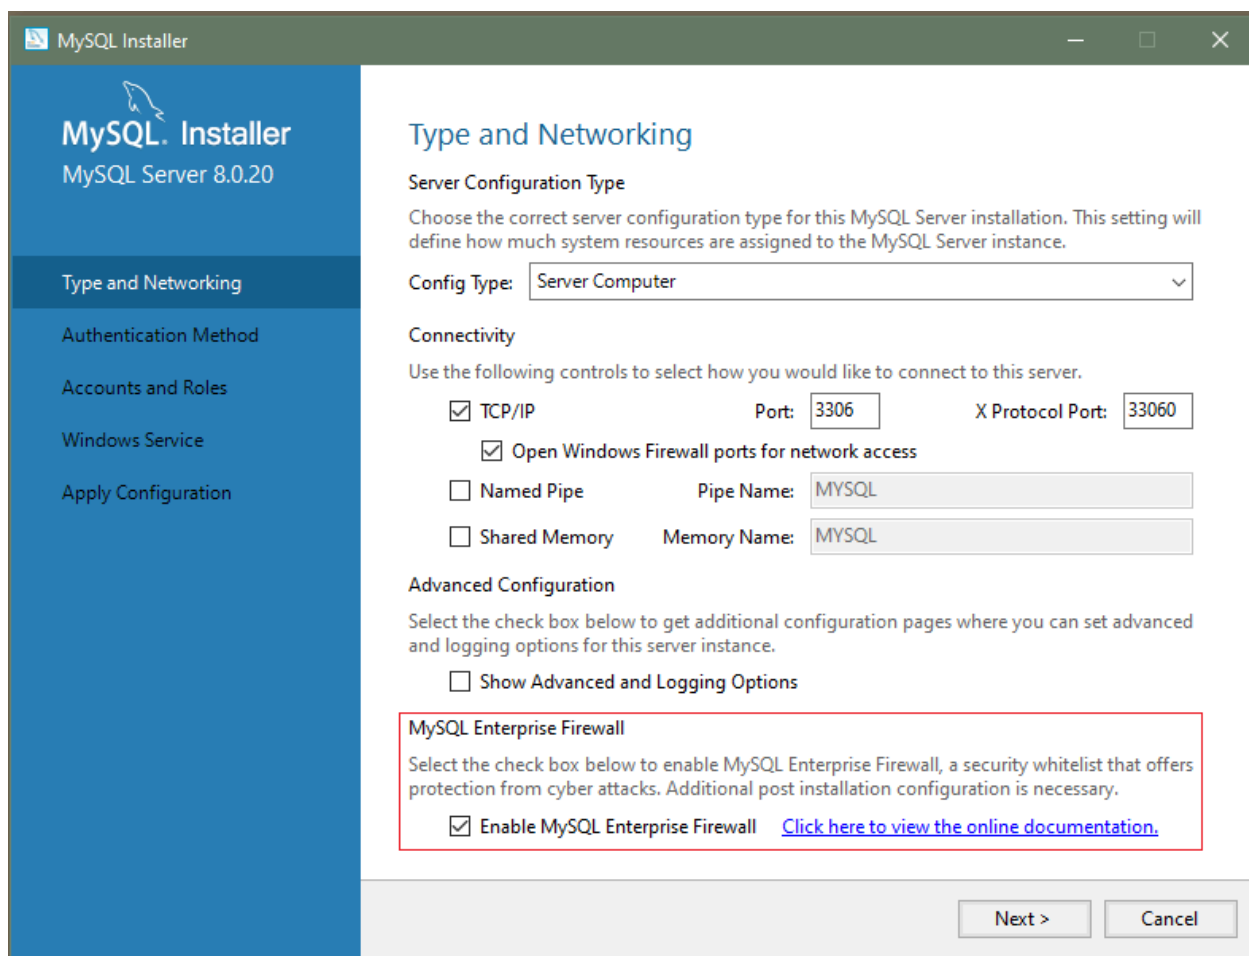 MySQL Installer
MySQL. Installer
MySQL Server 8.0.20
Type and Networking
Authentication Method
Accounts and Roles
Windows Service
Apply Configuration
Type and Networking
Server Configuration Type
Choose the correct server configuration type for this MySQL Server installation. This setting will
define how much system resources are assigned to the MySQL Server instance.
Config Type: Server Computer
Connectivity
Use the following controls to select how you would like to connect to this server.
TCP/IP Port: 3306 X Protocol Port: 33060
Open Windows Firewall ports for network access
Named Pipe Pipe Name: MYSQL
Shared Memory Memory Name: MYSQL
Advanced Configuration
Select the check box below to get additional configuration pages where you can set advanced
and logging options for this server instance.
Show Advanced and Logging Options
MySQL Enterprise Firewall
Select the check box below to enable MySQL Enterprise Firewall, a security whitelist that offers
protection from cyber attacks. Additional post installation configuration is necessary.
Enable MySQL Enterprise Firewall Click here to view the online documentation.
Next > Cancel